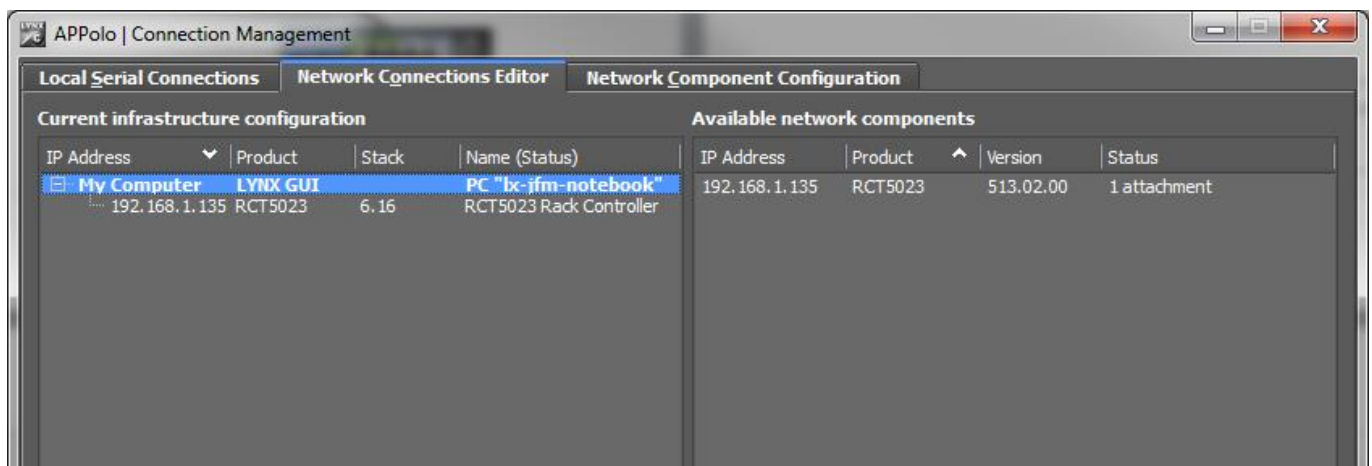 APPolo | Connection Management
Local Serial Connections Network Connections Editor Network Component Configuration
Current infrastructure configuration Available network components
IP Address Product Stack Name (Status) IP Address Product Version Status
My Computer LYNX GUI PC "lx-jfm-notebook" 192.168.1.135 RCT5023 513.02.00 1 attachment
192.168.1.135 RCT5023 6.16 RCT5023 Rack Controller